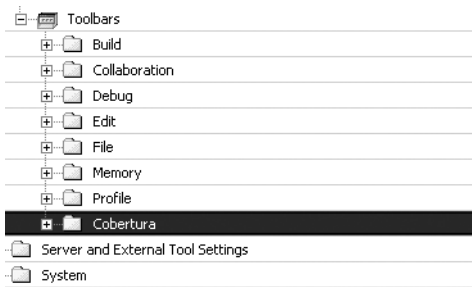 Toolbars
Build
Collaboration
Debug
Edit
File
Memory
Profile
Cobertura
Server and External Tool Settings
System